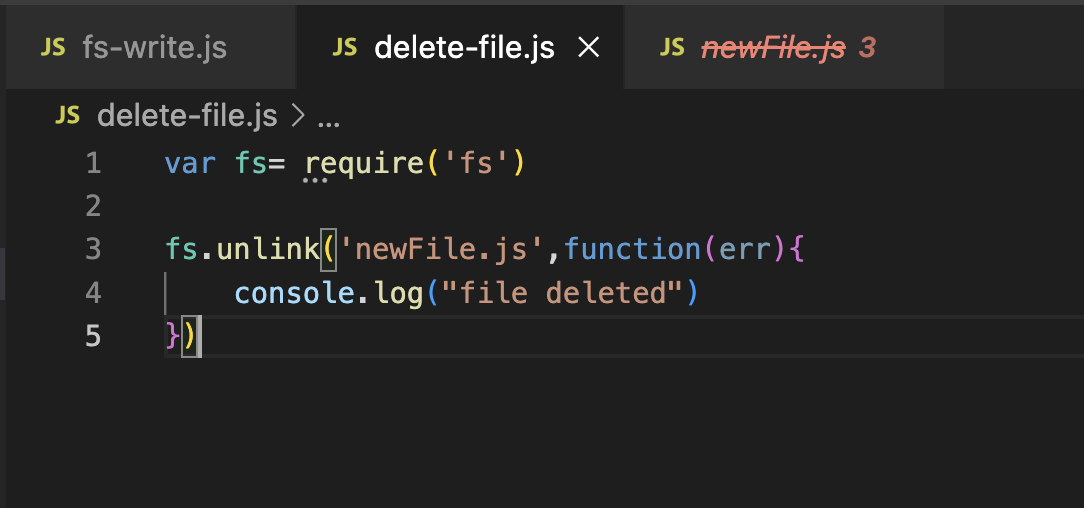 JS fs-write.js JS delete-file.js × JS newFile.js 3
JS delete-file.js > ...
1 var fs= require('fs')
2
3 fs.unlink('newFile.js',function(err){
4     console.log("file deleted")
5 })